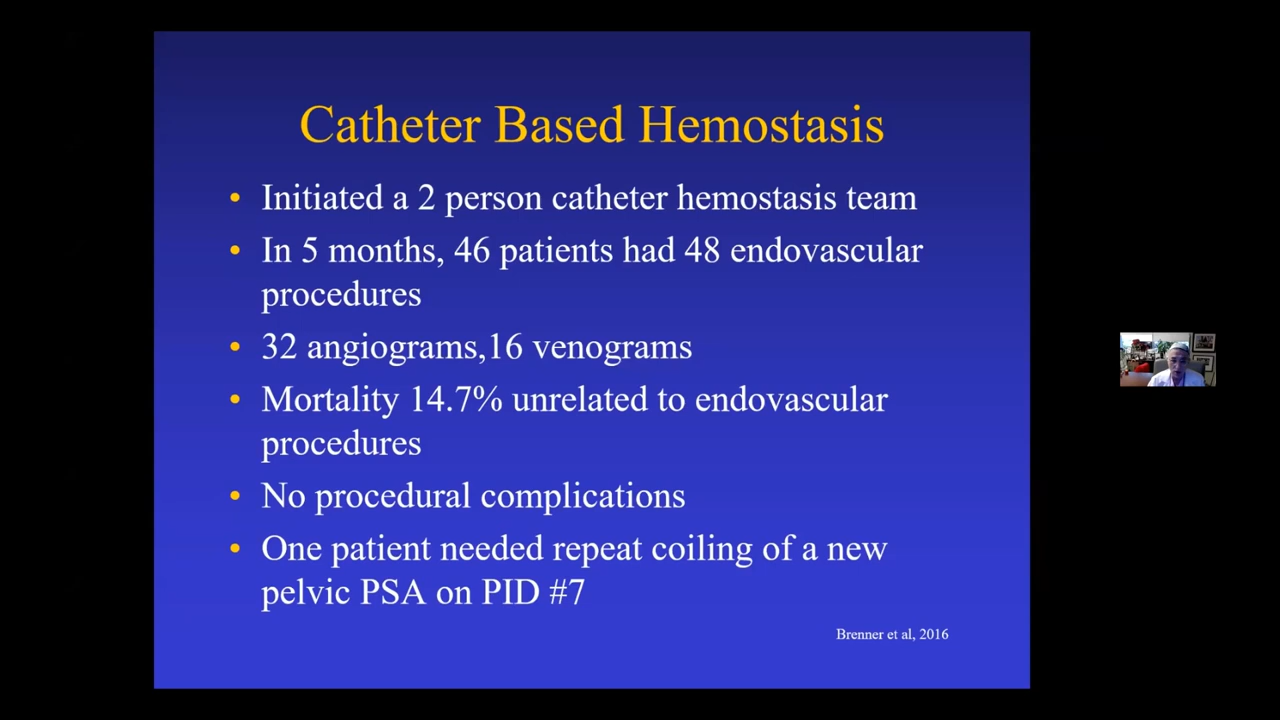 Catheter Based Hemostasis
• Initiated a 2 person catheter hemostasis team
• In 5 months, 46 patients had 48 endovascular
procedures
• 32 angiograms,16 venograms
• Mortality 14.7% unrelated to endovascular
procedures
• No procedural complications
• One patient needed repeat coiling of a new
pelvic PSA on PID #7
Brenner et al, 2016